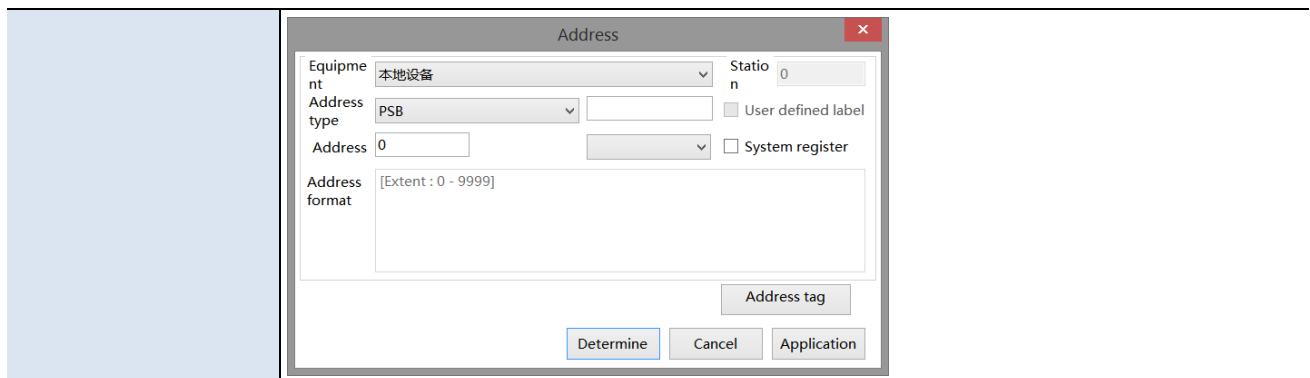 Address
Equipme
nt
本地设备
Statio
n
0
Address
type
PSB
User defined label
Address
0
System register
Address
format
[Extent : 0 - 9999]
Address tag
Determine
Cancel
Application